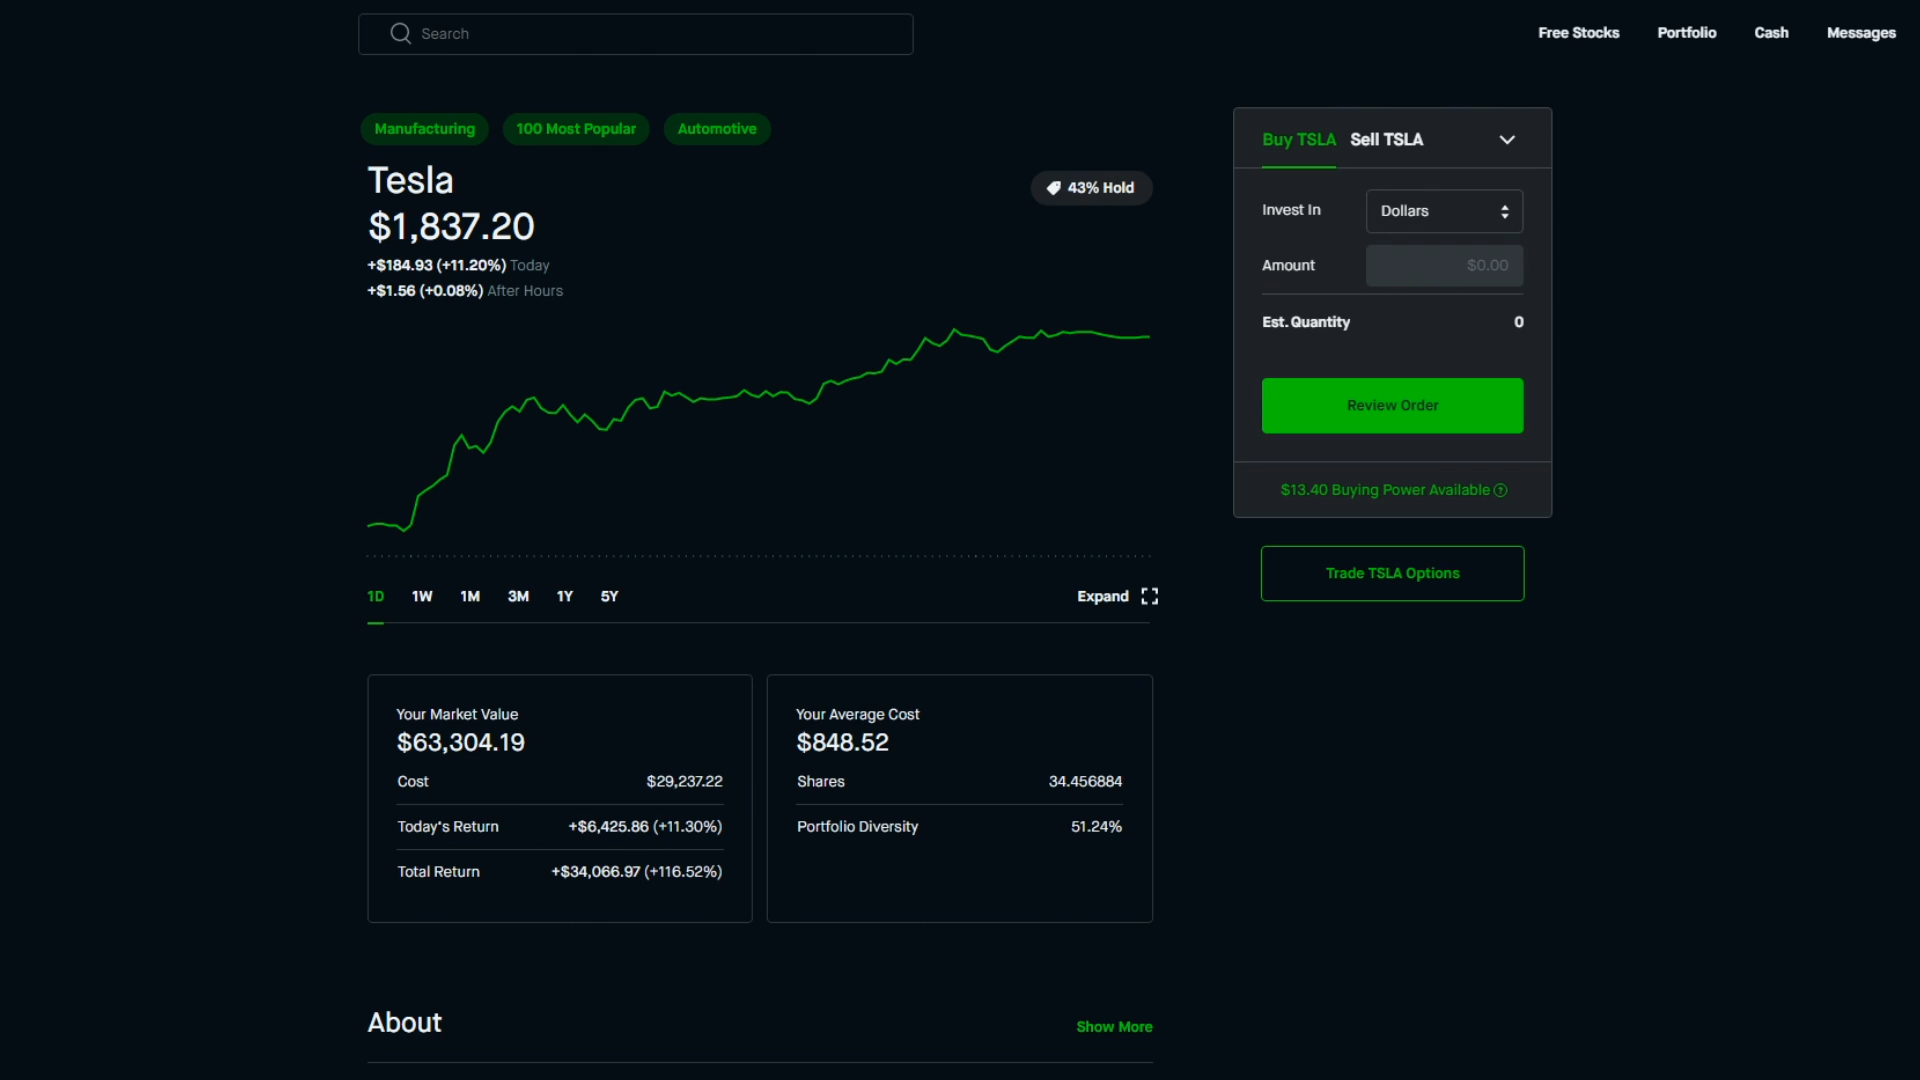 Search
Free Stocks Portfolio Cash Messages
Manufacturing 100 Most Popular Automotive
Tesla
43% Hold
$1,837.20
+$184.93 (+11.20%) Today
+$1.56 (+0.08%) After Hours
1D 1W 1M 3M 1Y 5Y Expand
Your Market Value
$63,304.19
Cost $29,237.22
Today's Return +$6,425.86 (+11.30%)
Total Return +$34,066.97 (+116.52%)
Your Average Cost
$848.52
Shares 34.456884
Portfolio Diversity 51.24%
About Show More
Buy TSLA Sell TSLA
Invest In Dollars
Amount $0.00
Est. Quantity 0
Review Order
$13.40 Buying Power Available ?
Trade TSLA Options